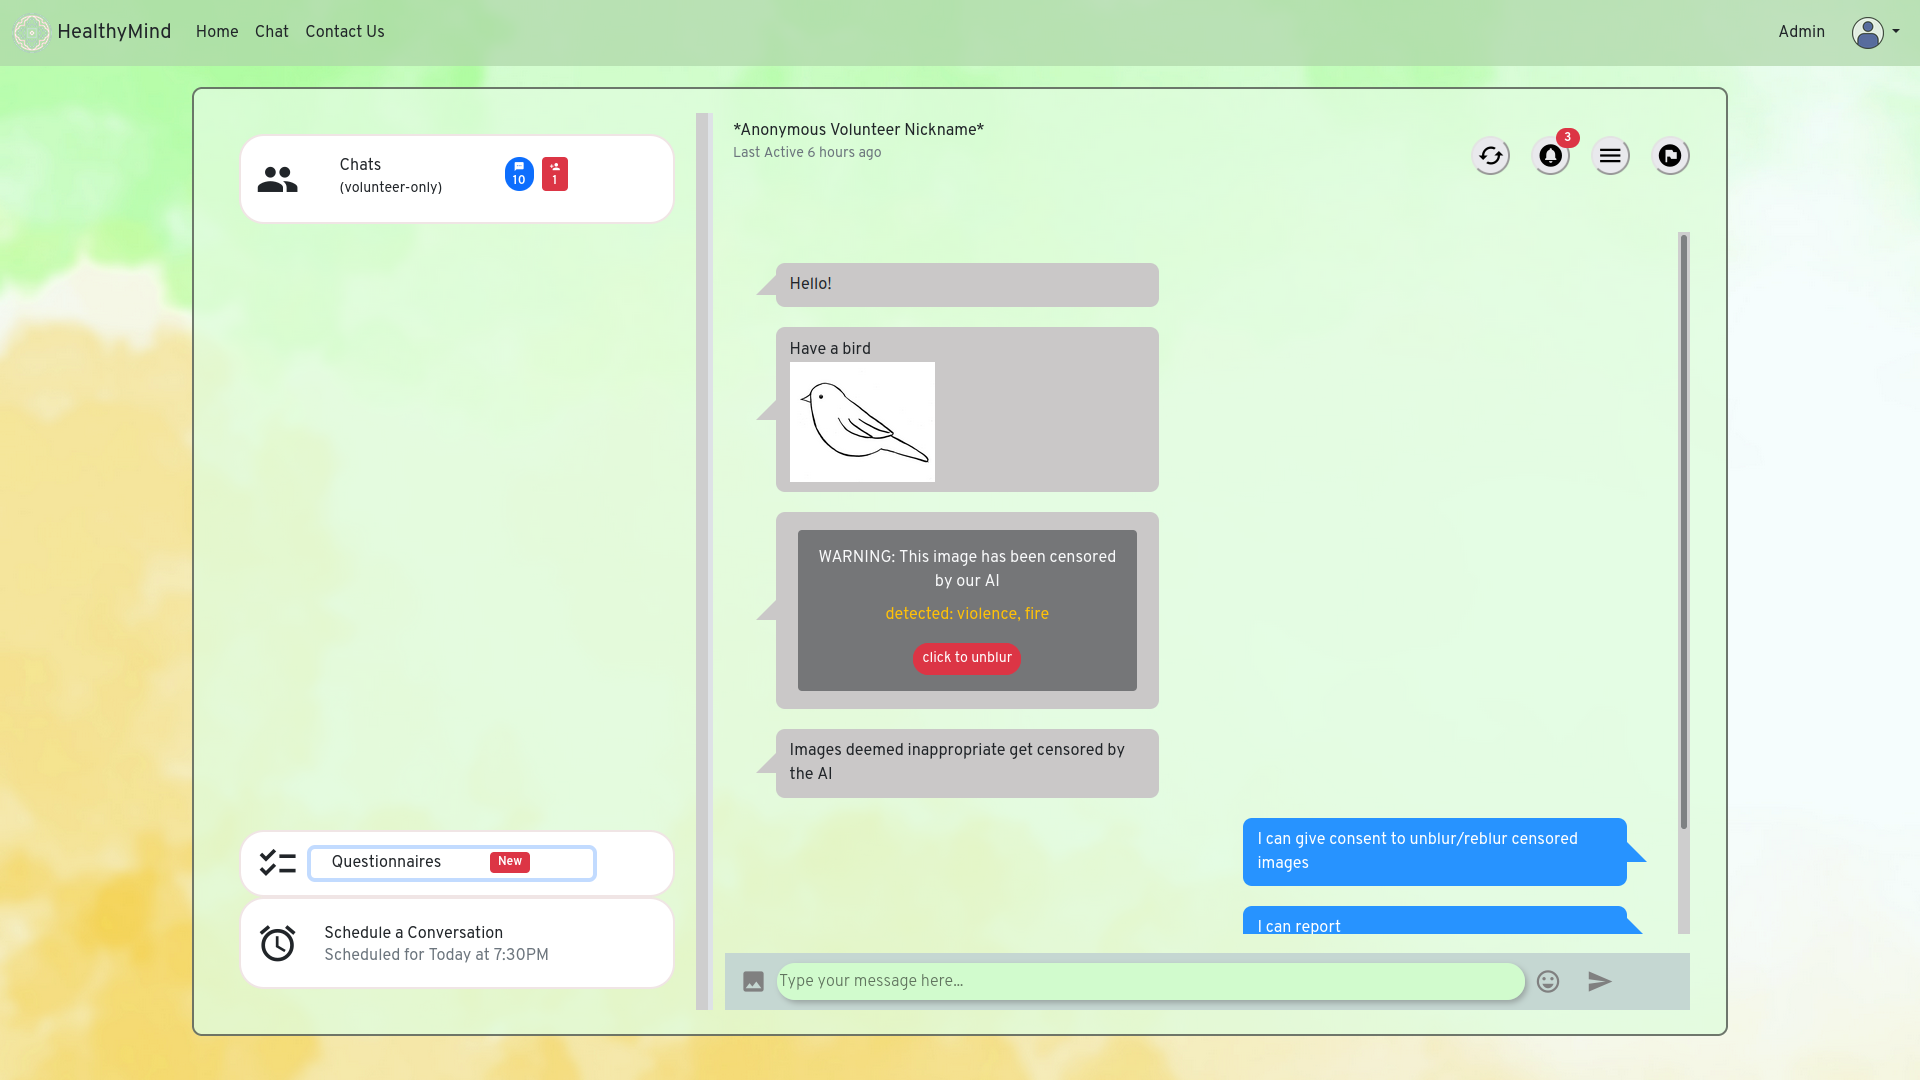 HealthyMind
Home
Chat
Contact Us
Admin
Chats
(volunteer-only)
10
1
*Anonymous Volunteer Nickname*
Last Active 6 hours ago
3
Hello!
Have a bird
WARNING: This image has been censored
by our AI
detected: violence, fire
click to unblur
Images deemed inappropriate get censored by
the AI
I can give consent to unblur/reblur censored
images
I can report
Questionnaires
New
Schedule a Conversation
Scheduled for Today at 7:30PM
Type your message here...